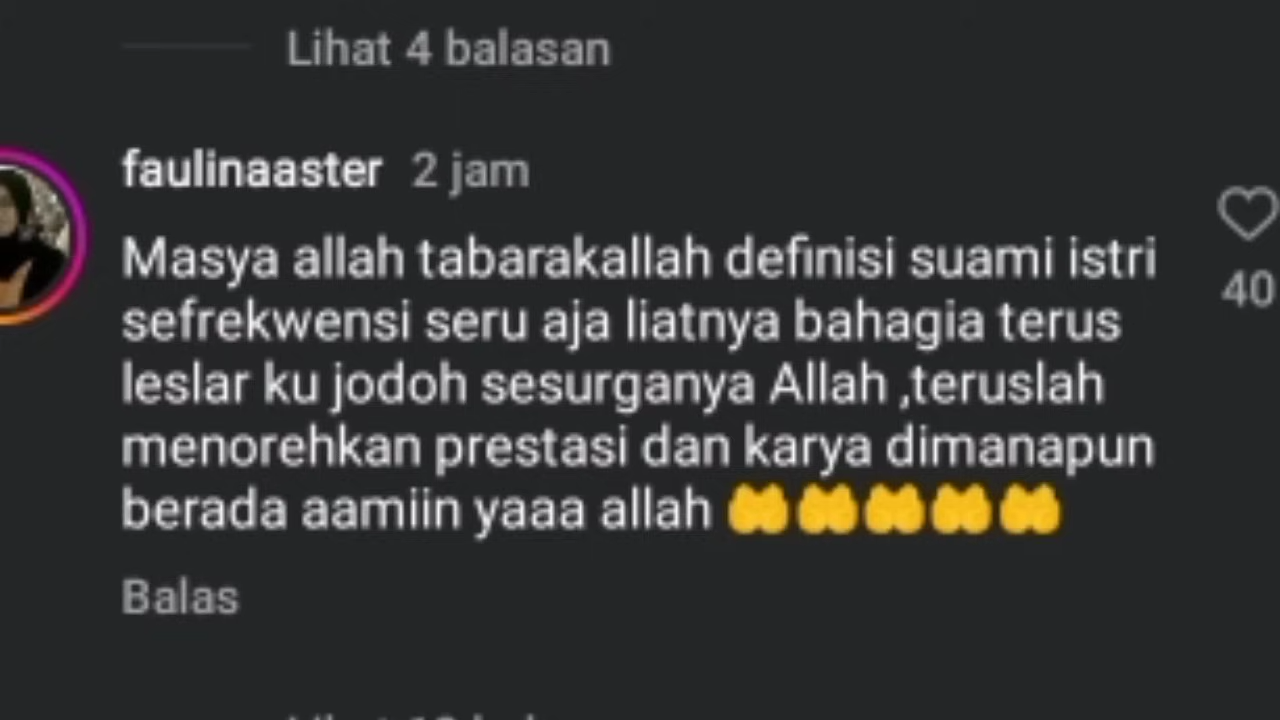 Lihat 4 balasan
faulinaaster 2 jam
40
Masya allah tabarakallah definisi suami istri
sefrekwensi seru aja liatnya bahagia terus
leslar ku jodoh sesurganya Allah ,teruslah
menorehkan prestasi dan karya dimanapun
berada aamiin yaaa allah 🤲🤲🤲🤲🤲
Balas